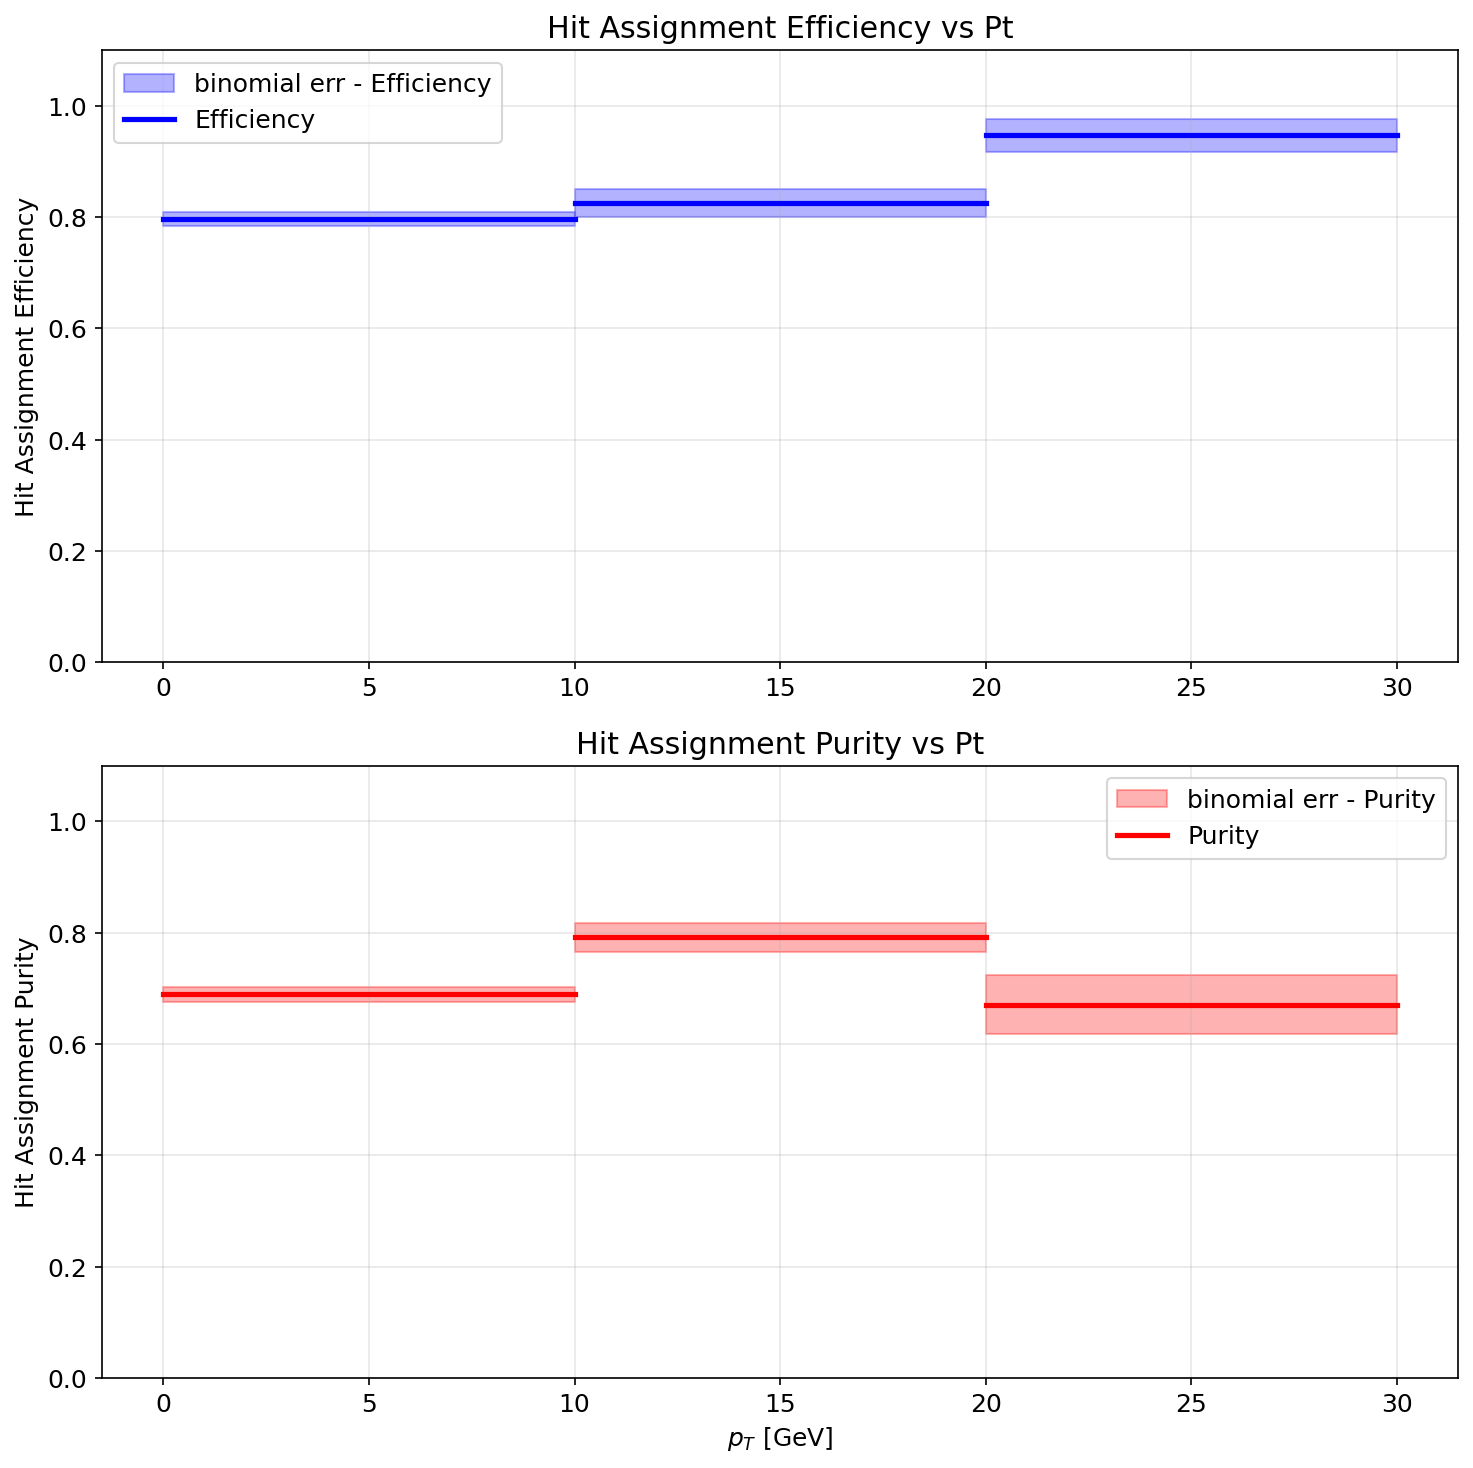 Hit Assignment Efficiency vs Pt
binomial err - Efficiency
Efficiency
Hit Assignment Efficiency
1.0
0.8
0.6
0.4
0.2
0.0
0 5 10 15 20 25 30
Hit Assignment Purity vs Pt
binomial err - Purity
Purity
Hit Assignment Purity
1.0
0.8
0.6
0.4
0.2
0.0
0 5 10 15 20 25 30
p_T [GeV]